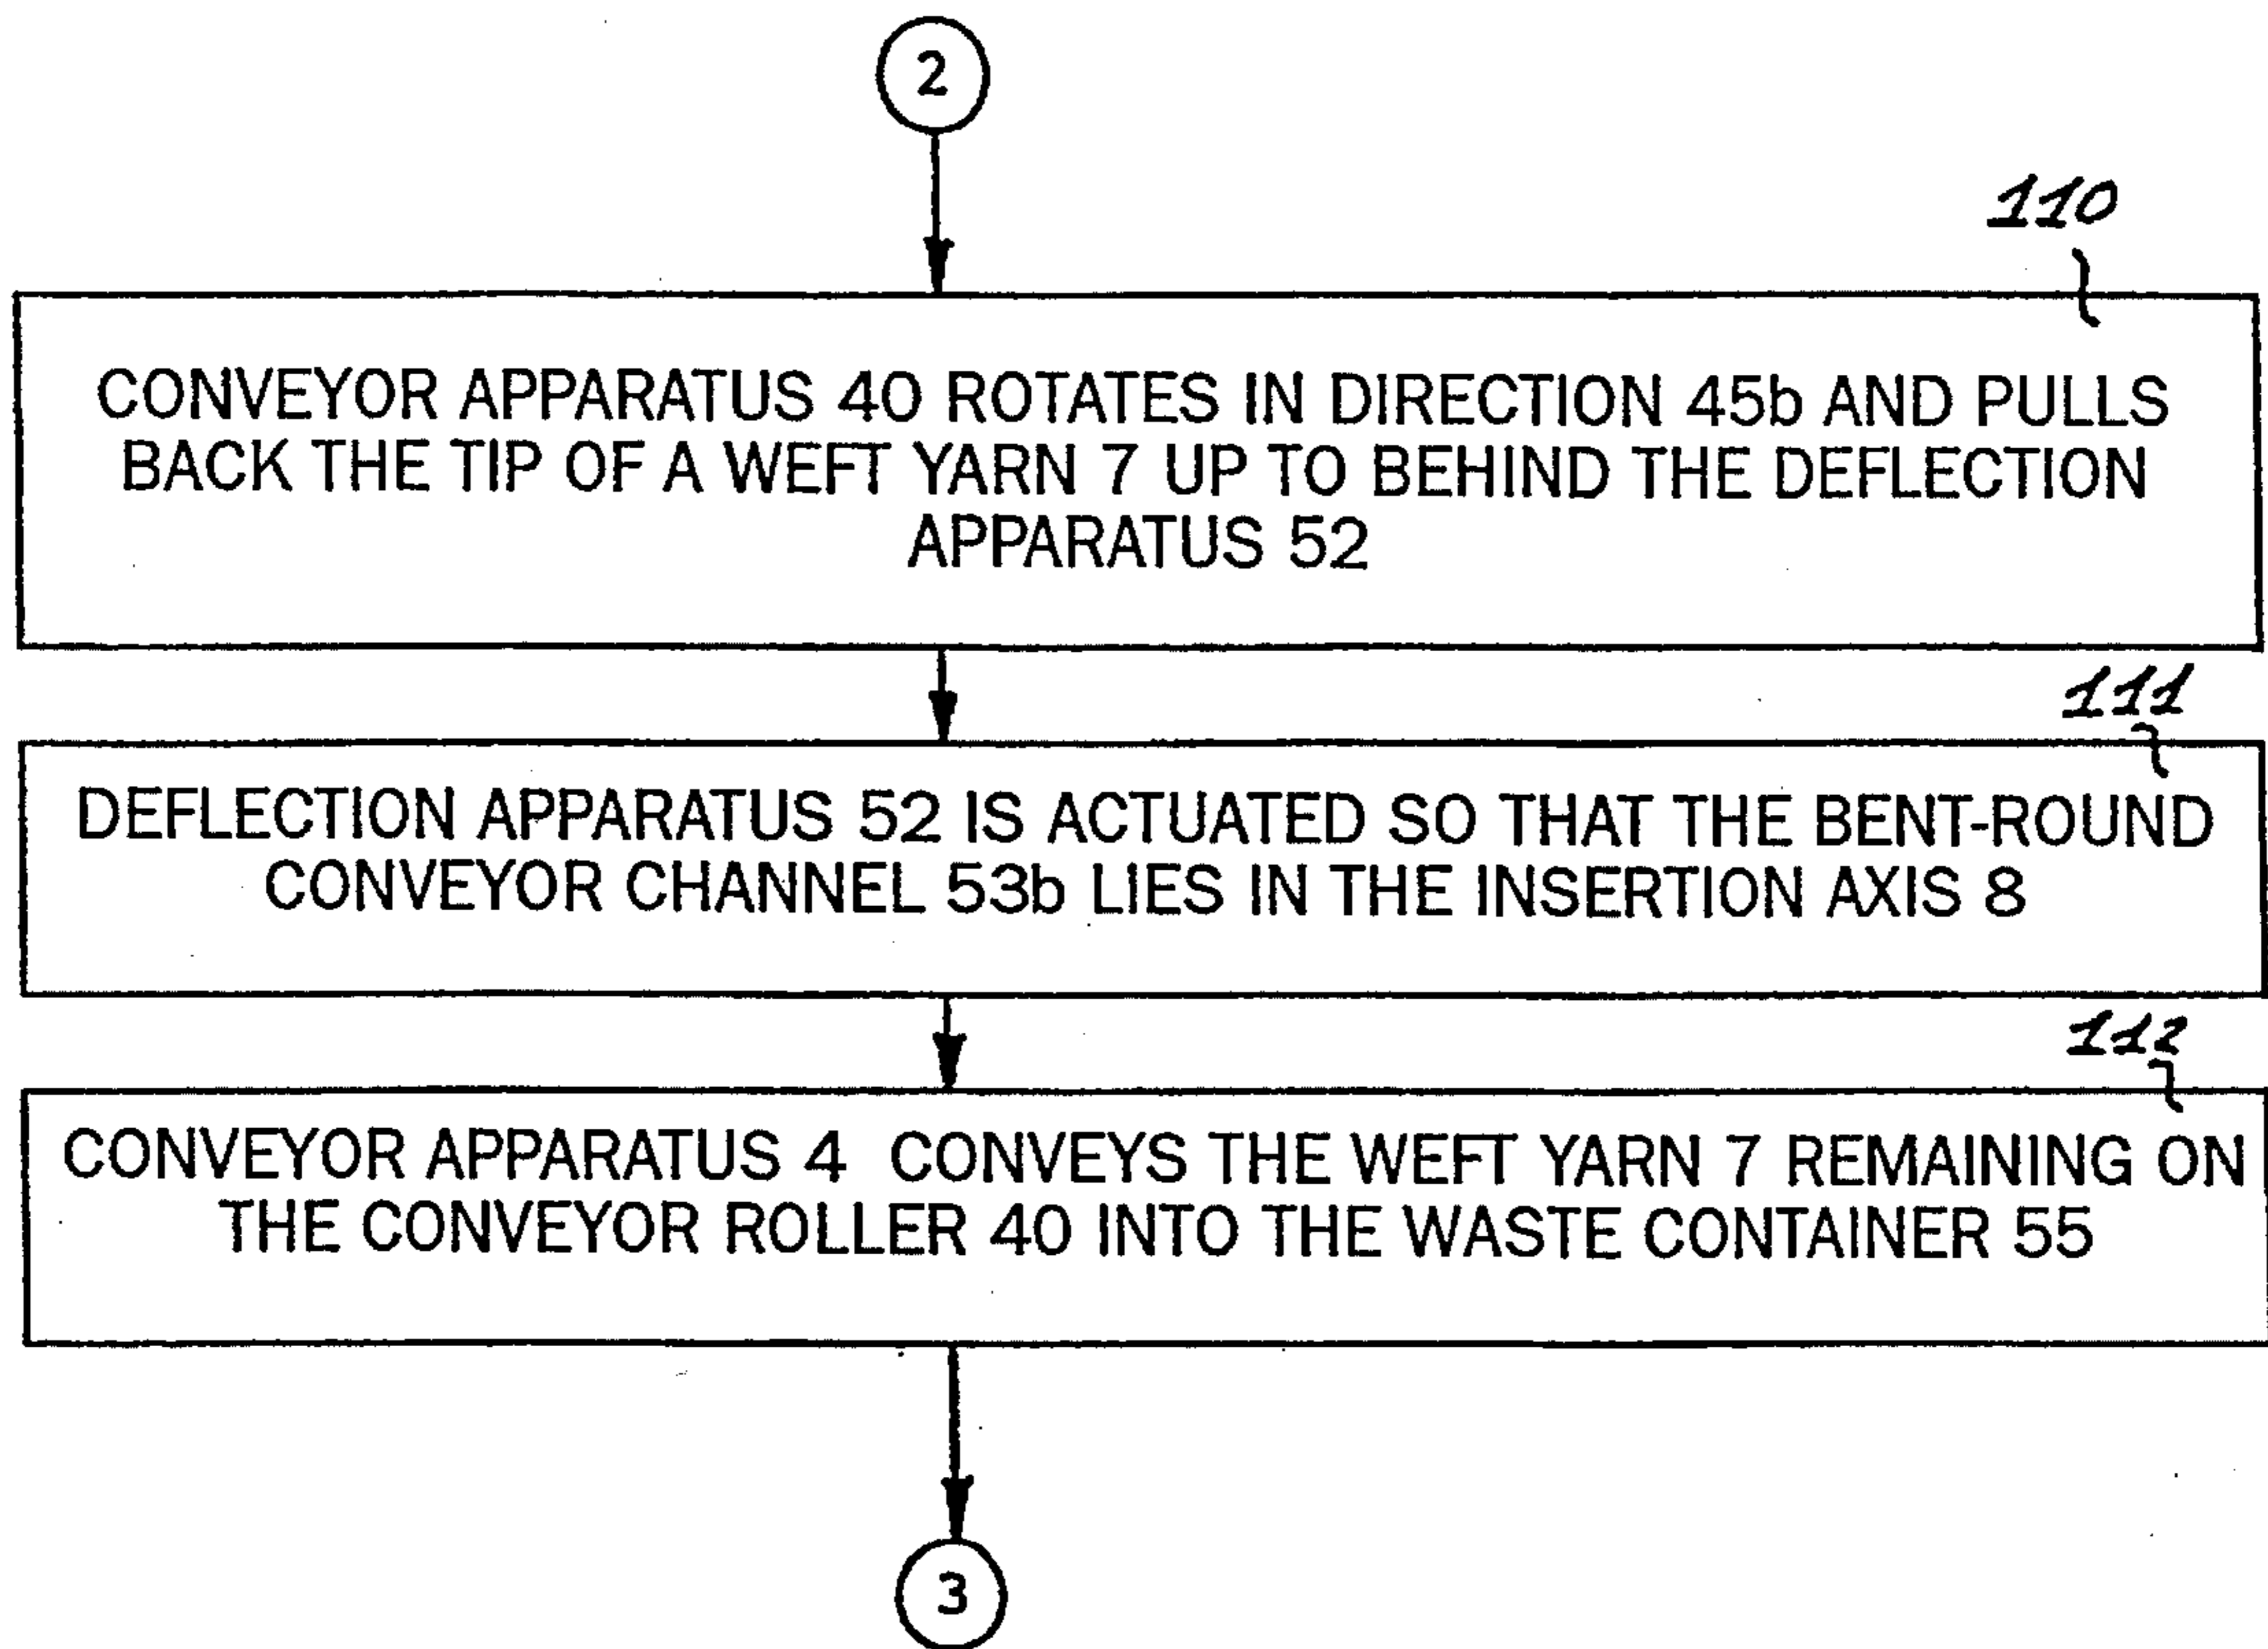 2
110
CONVEYOR APPARATUS 40 ROTATES IN DIRECTION 45b AND PULLS
BACK THE TIP OF A WEFT YARN 7 UP TO BEHIND THE DEFLECTION
APPARATUS 52
111
DEFLECTION APPARATUS 52 IS ACTUATED SO THAT THE BENT-ROUND
CONVEYOR CHANNEL 53b LIES IN THE INSERTION AXIS 8
112
CONVEYOR APPARATUS 4 CONVEYS THE WEFT YARN 7 REMAINING ON
THE CONVEYOR ROLLER 40 INTO THE WASTE CONTAINER 55
3